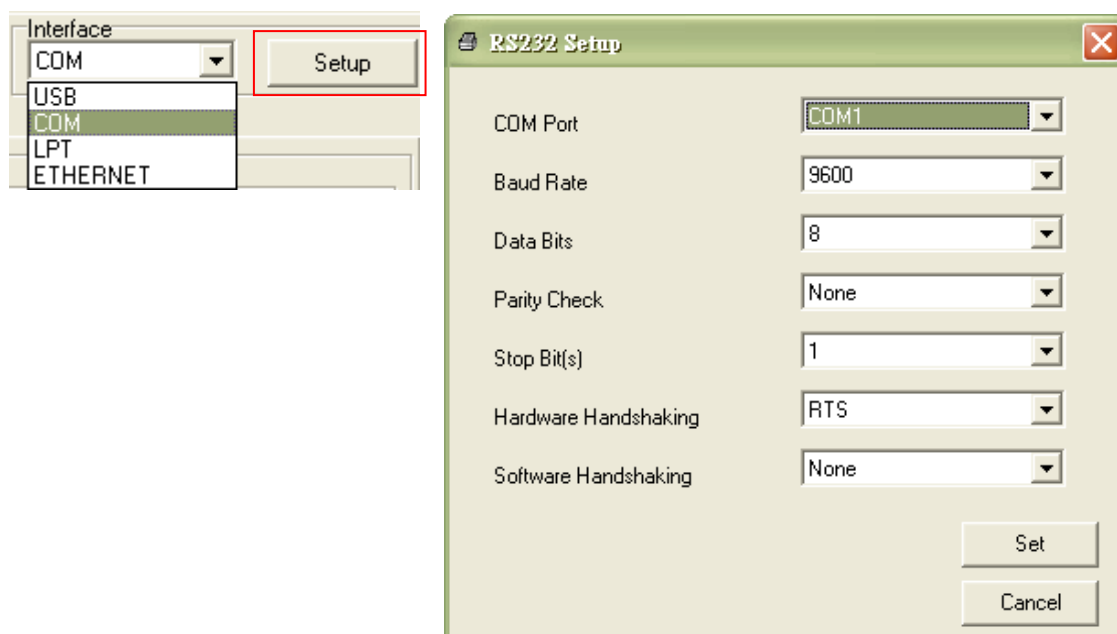 Interface
COM
Setup
USB
COM
LPT
ETHERNET
RS232 Setup
COM Port
COM1
Baud Rate
9600
Data Bits
8
Parity Check
None
Stop Bit(s)
1
Hardware Handshaking
RTS
Software Handshaking
None
Set
Cancel